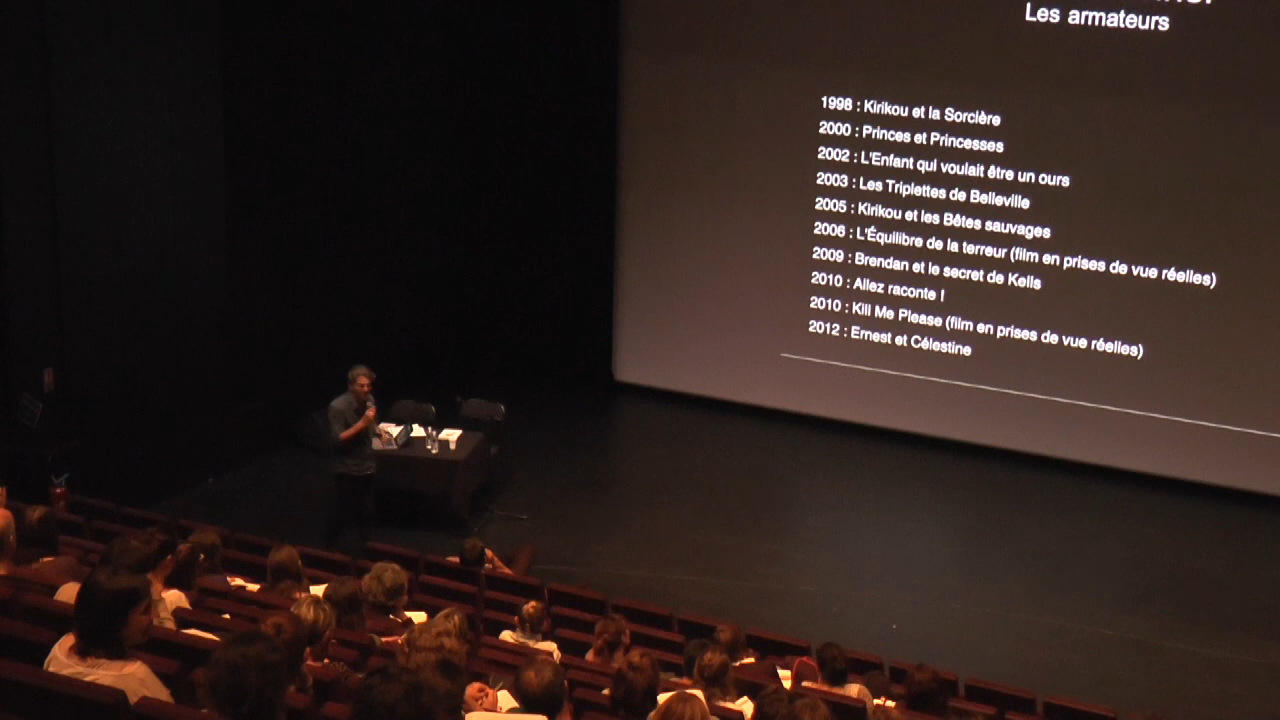 Les armateurs
1998 : Kirikou et la Sorcière
2000 : Princes et Princesses
2002 : L'Enfant qui voulait être un ours
2003 : Les Triplettes de Belleville
2005 : Kirikou et les Bêtes sauvages
2006 : L'Équilibre de la terreur (film en prises de vue réelles)
2009 : Brendan et le secret de Kells
2010 : Allez raconte !
2010 : Kill Me Please (film en prises de vue réelles)
2012 : Ernest et Célestine